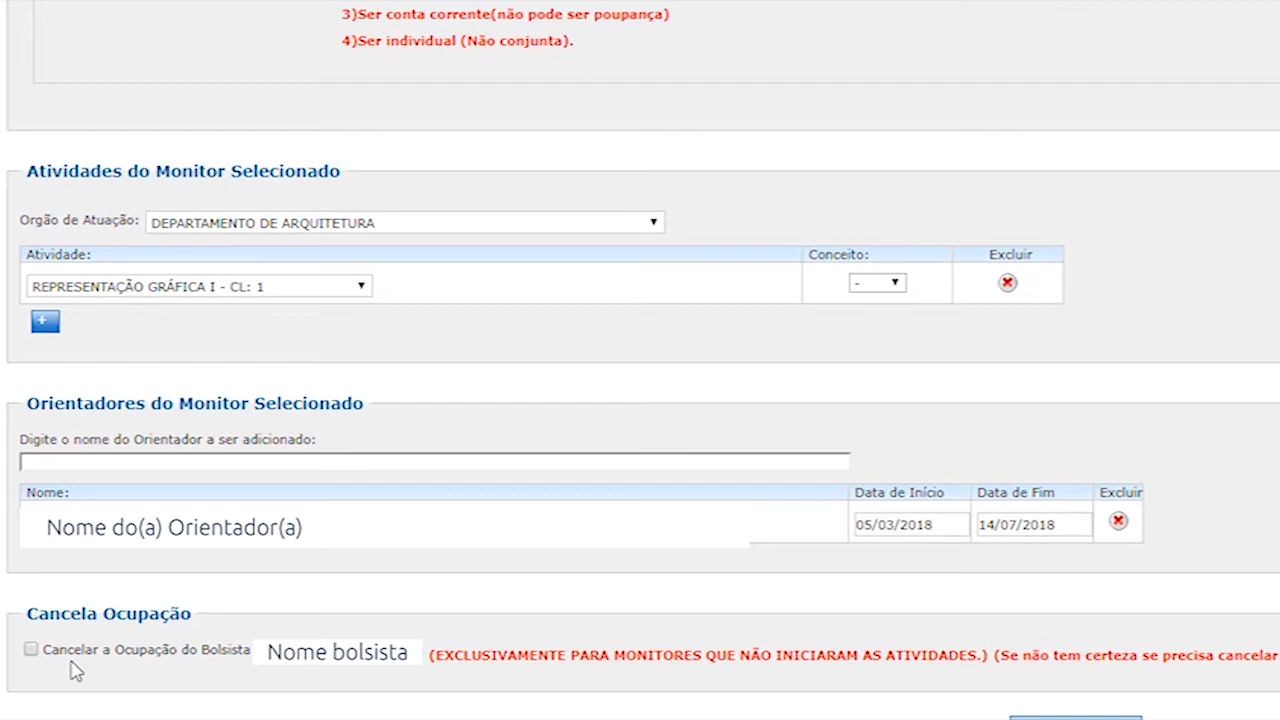 3)Ser conta corrente(não pode ser poupança)
4)Ser individual (Não conjunta).
Atividades do Monitor Selecionado
Orgão de Atuação: DEPARTAMENTO DE ARQUITETURA
Atividade: Conceito: Excluir
REPRESENTAÇÃO GRÁFICA I - CL: 1 -
+
Orientadores do Monitor Selecionado
Digite o nome do Orientador a ser adicionado:
Nome: Data de Início Data de Fim Excluir
Nome do(a) Orientador(a) 05/03/2018 14/07/2018
Cancela Ocupação
Cancelar a Ocupação do Bolsista Nome bolsista (EXCLUSIVAMENTE PARA MONITORES QUE NÃO INICIARAM AS ATIVIDADES.) (Se não tem certeza se precisa cancelar